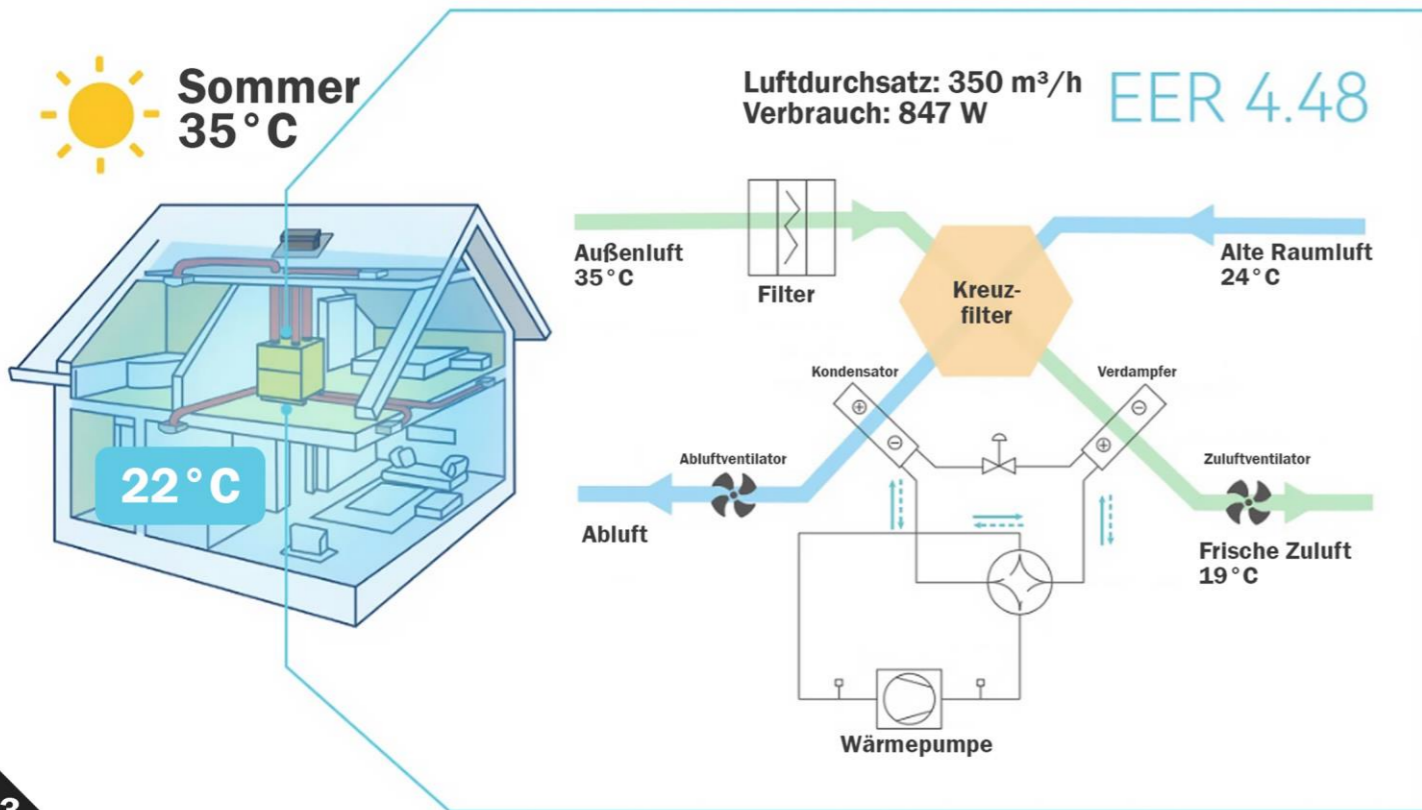 Sommer
35°C
Luftdurchsatz: 350 m³/h
Verbrauch: 847 W
EER 4.48
Außenluft
35°C
Filter
Kreuz-
filter
Alte Raumluft
24°C
Kondensator
Verdampfer
22°C
Abluftventilator
Zuluftventilator
Abluft
Frische Zuluft
19°C
Wärmepumpe
3